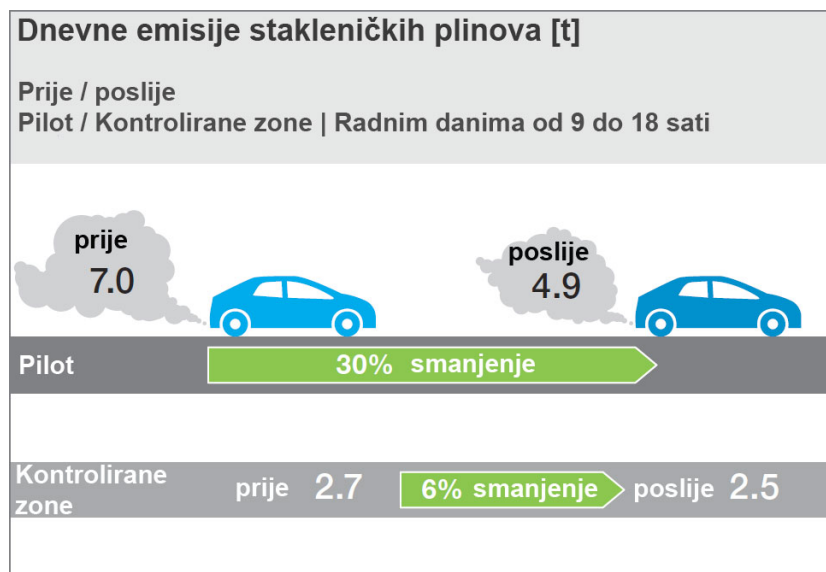 Dnevne emisije stakleničkih plinova [t]
Prije / poslije
Pilot / Kontrolirane zone | Radnim danima od 9 do 18 sati
prije
7.0
poslije
4.9
Pilot
30% smanjenje
Kontrolirane zone
prije 2.7
6% smanjenje
poslije 2.5